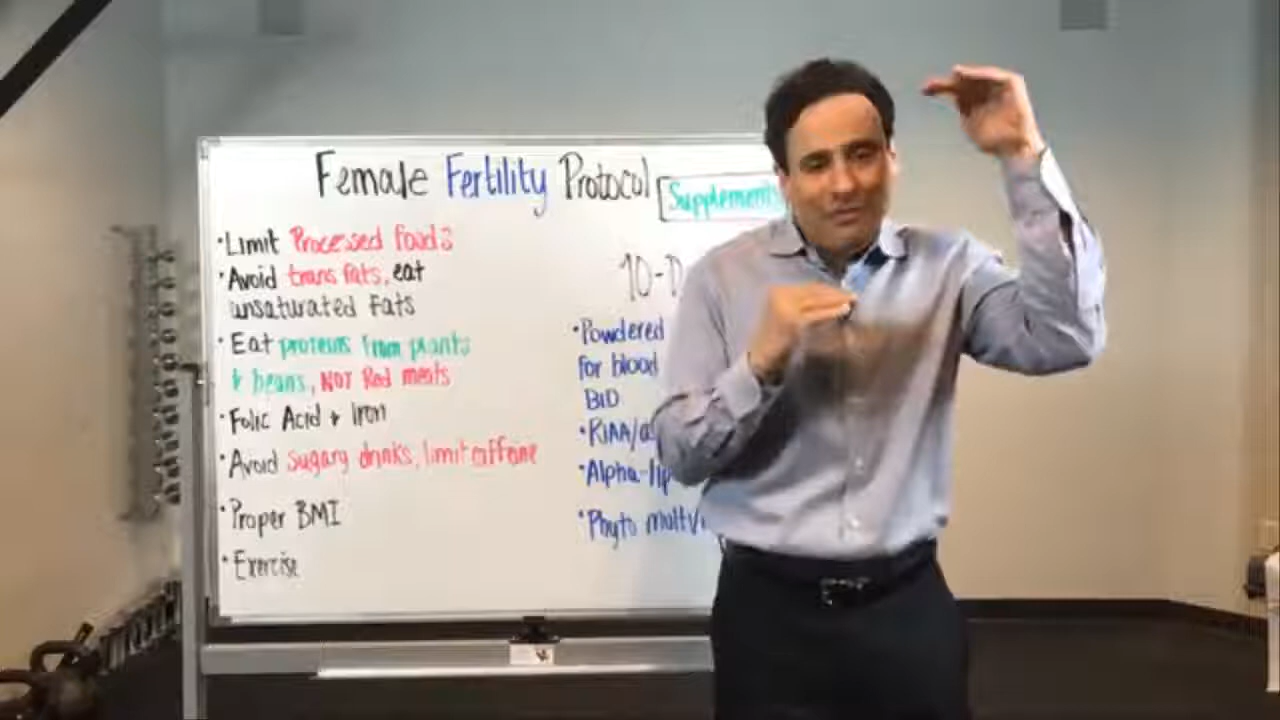 Female Fertility Protocol
Supplements
•Limit Processed foods
•Avoid trans fats, eat
unsaturated Fats
•Eat proteins from plants
& beans, NOT Red meats
•Folic Acid + Iron
•Avoid sugary drinks, limit caffeine
•Proper BMI
•Exercise
10-D
•Powdered
for blood
BID
•RIAA/as
•Alpha-lip
•Phyto multi